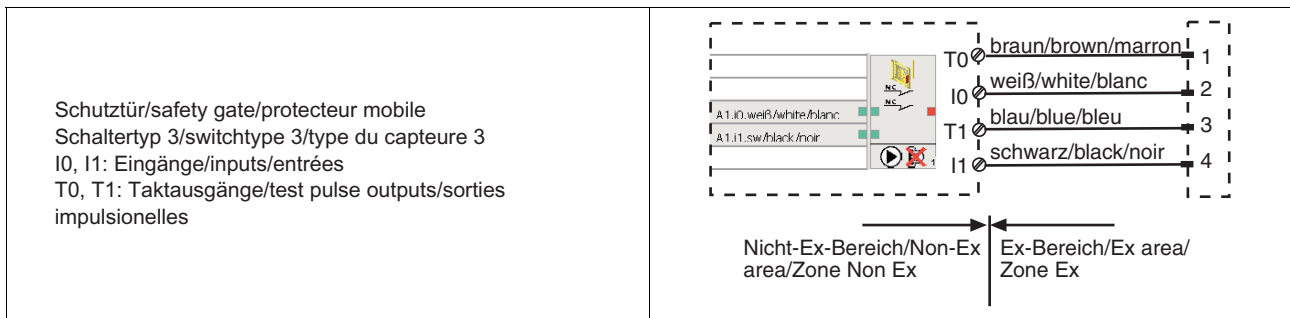 Schutztür/safety gate/protecteur mobile
Schaltertyp 3/switchtype 3/type du capteure 3
I0, I1: Eingänge/inputs/entrées
T0, T1: Taktausgänge/test pulse outputs/sorties
impulsionelles
NC
NC
A1.i0.weiß/white/blanc
A1.i1.sw/black/noir
1
T0
braun/brown/marron
1
I0
weiß/white/blanc
2
T1
blau/blue/bleu
3
I1
schwarz/black/noir
4
Nicht-Ex-Bereich/Non-Ex
area/Zone Non Ex
Ex-Bereich/Ex area/
Zone Ex